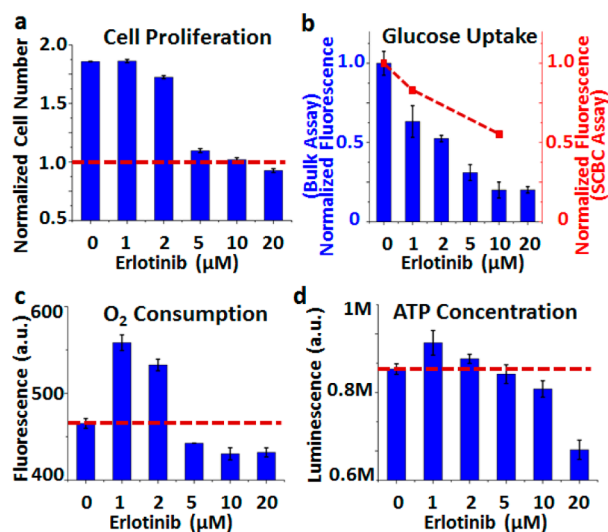 a
Cell Proliferation
Normalized Cell Number
2.0
1.5
1.0
0.5
0 1 2 5 10 20
Erlotinib (μM)
b
Glucose Uptake
(Bulk Assay)
Normalized Fluorescence
1.0
0.5
0
1.0
0.5
0
Normalized Fluorescence
(SCBC Assay)
0 1 2 5 10 20
Erlotinib (μM)
c
O₂ Consumption
Fluorescence (a.u.)
600
500
400
0 1 2 5 10 20
Erlotinib (μM)
d
ATP Concentration
Luminescence (a.u.)
1M
0.8M
0.6M
0 1 2 5 10 20
Erlotinib (μM)